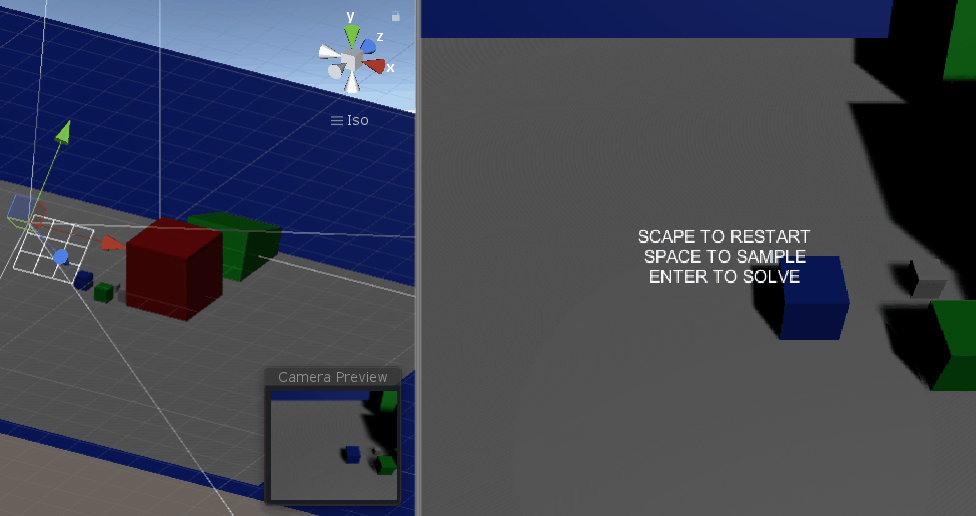 y
z
x
Iso
Camera Preview
SCAPE TO RESTART
SPACE TO SAMPLE
ENTER TO SOLVE